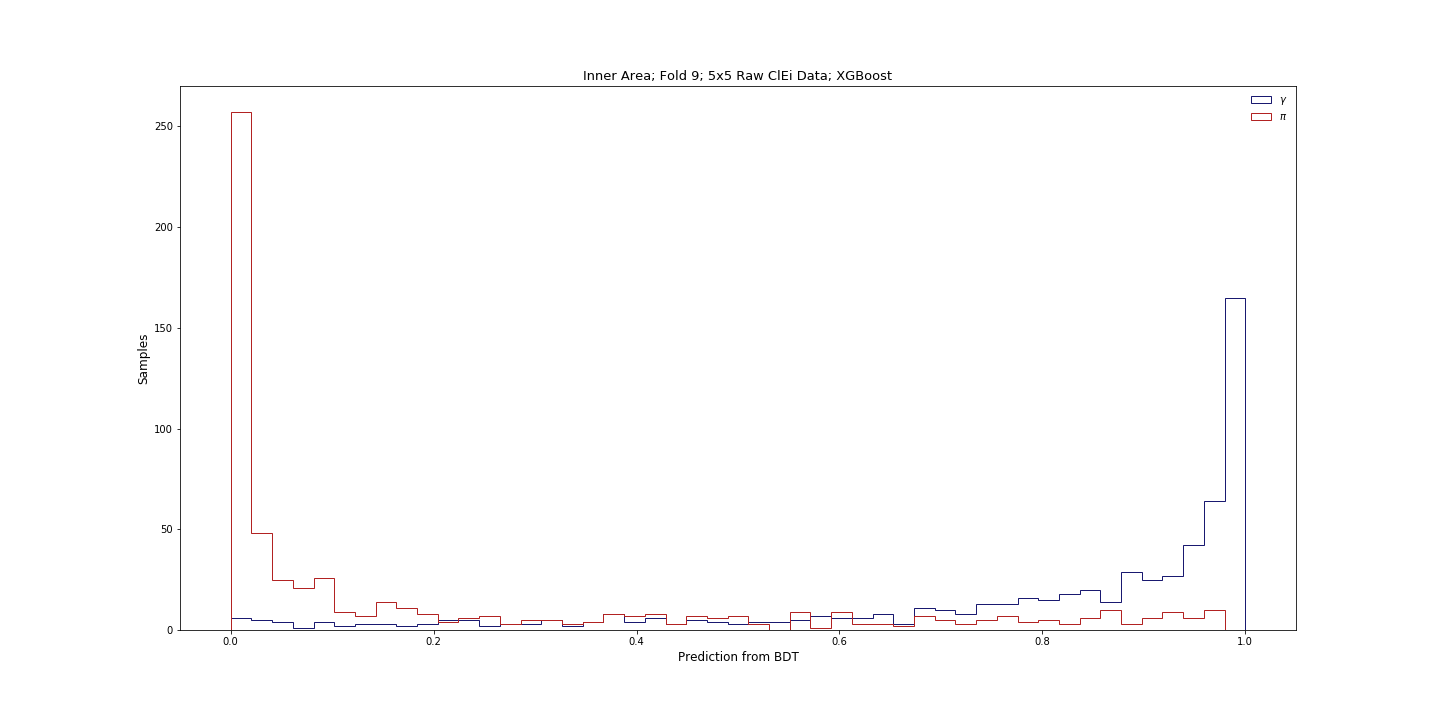 Inner Area; Fold 9; 5x5 Raw ClEi Data; XGBoost
γ
π
250
200
150
100
50
0
Samples
0.0 0.2 0.4 0.6 0.8 1.0
Prediction from BDT